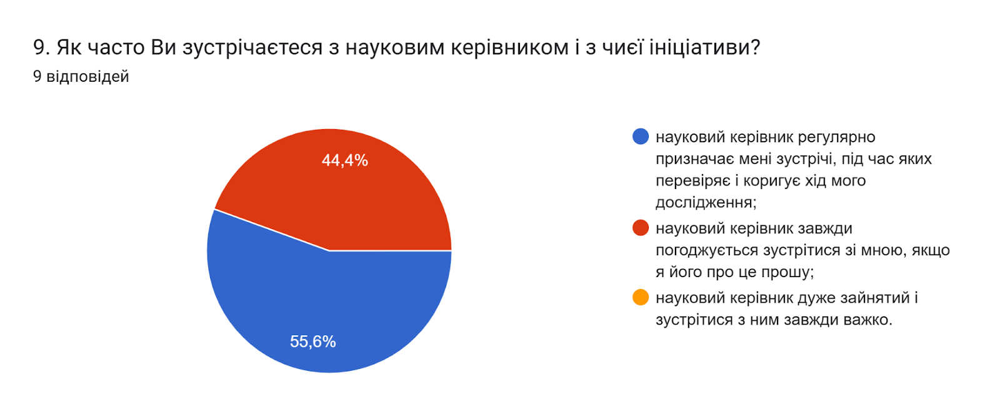 9. Як часто Ви зустрічаєтеся з науковим керівником і з чиєї ініціативи?
9 відповідей
44,4%
55,6%
науковий керівник регулярно
призначає мені зустрічі, під час яких
перевіряє і коригує хід мого
дослідження;
науковий керівник завжди
погоджується зустрітися зі мною, якщо
я його про це прошу;
науковий керівник дуже зайнятий і
зустрітися з ним завжди важко.